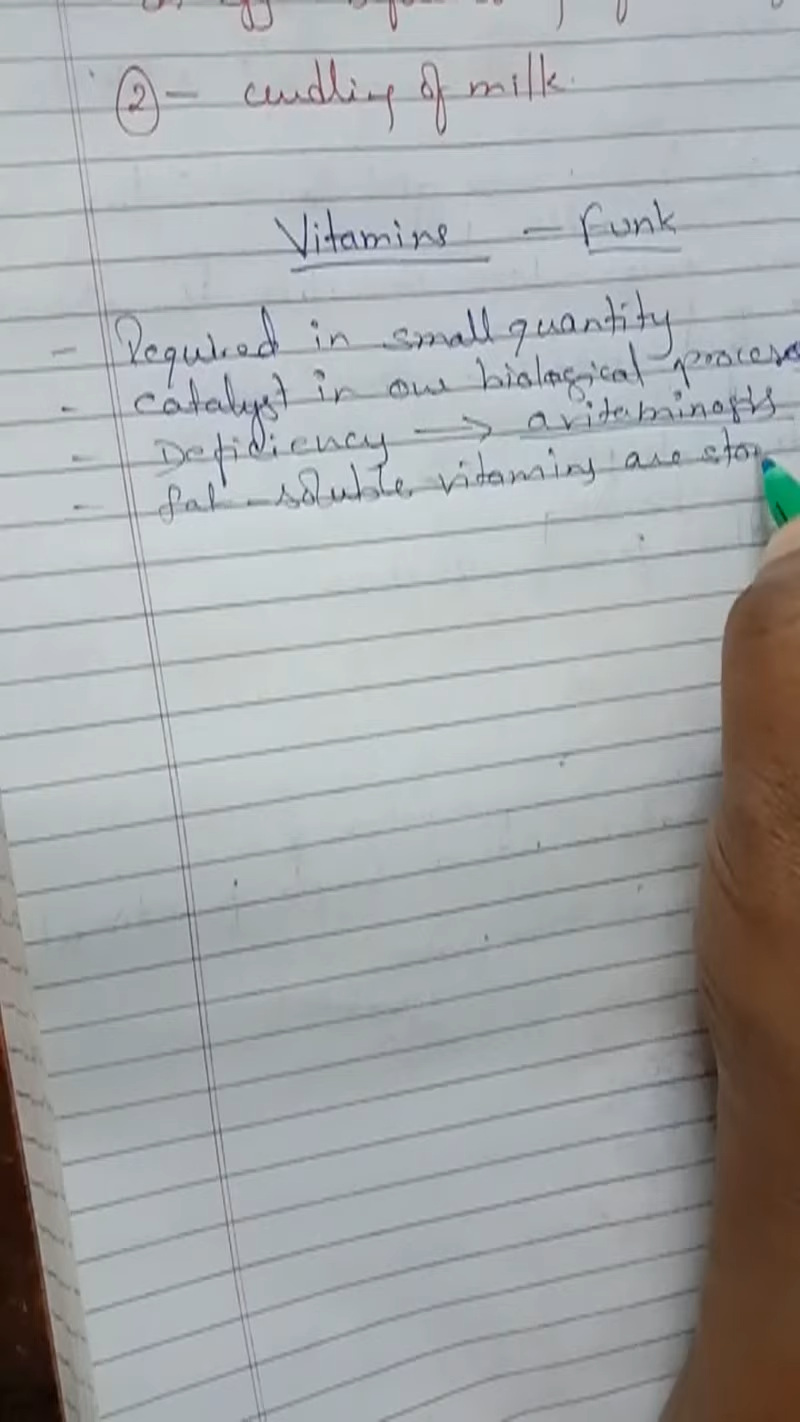 ② - curdling of milk.
Vitamins - Funk
- Required in small quantity
- catalyst in our biological process
- Deficiency -> avitaminosis
- fat-soluble vitamins are stor